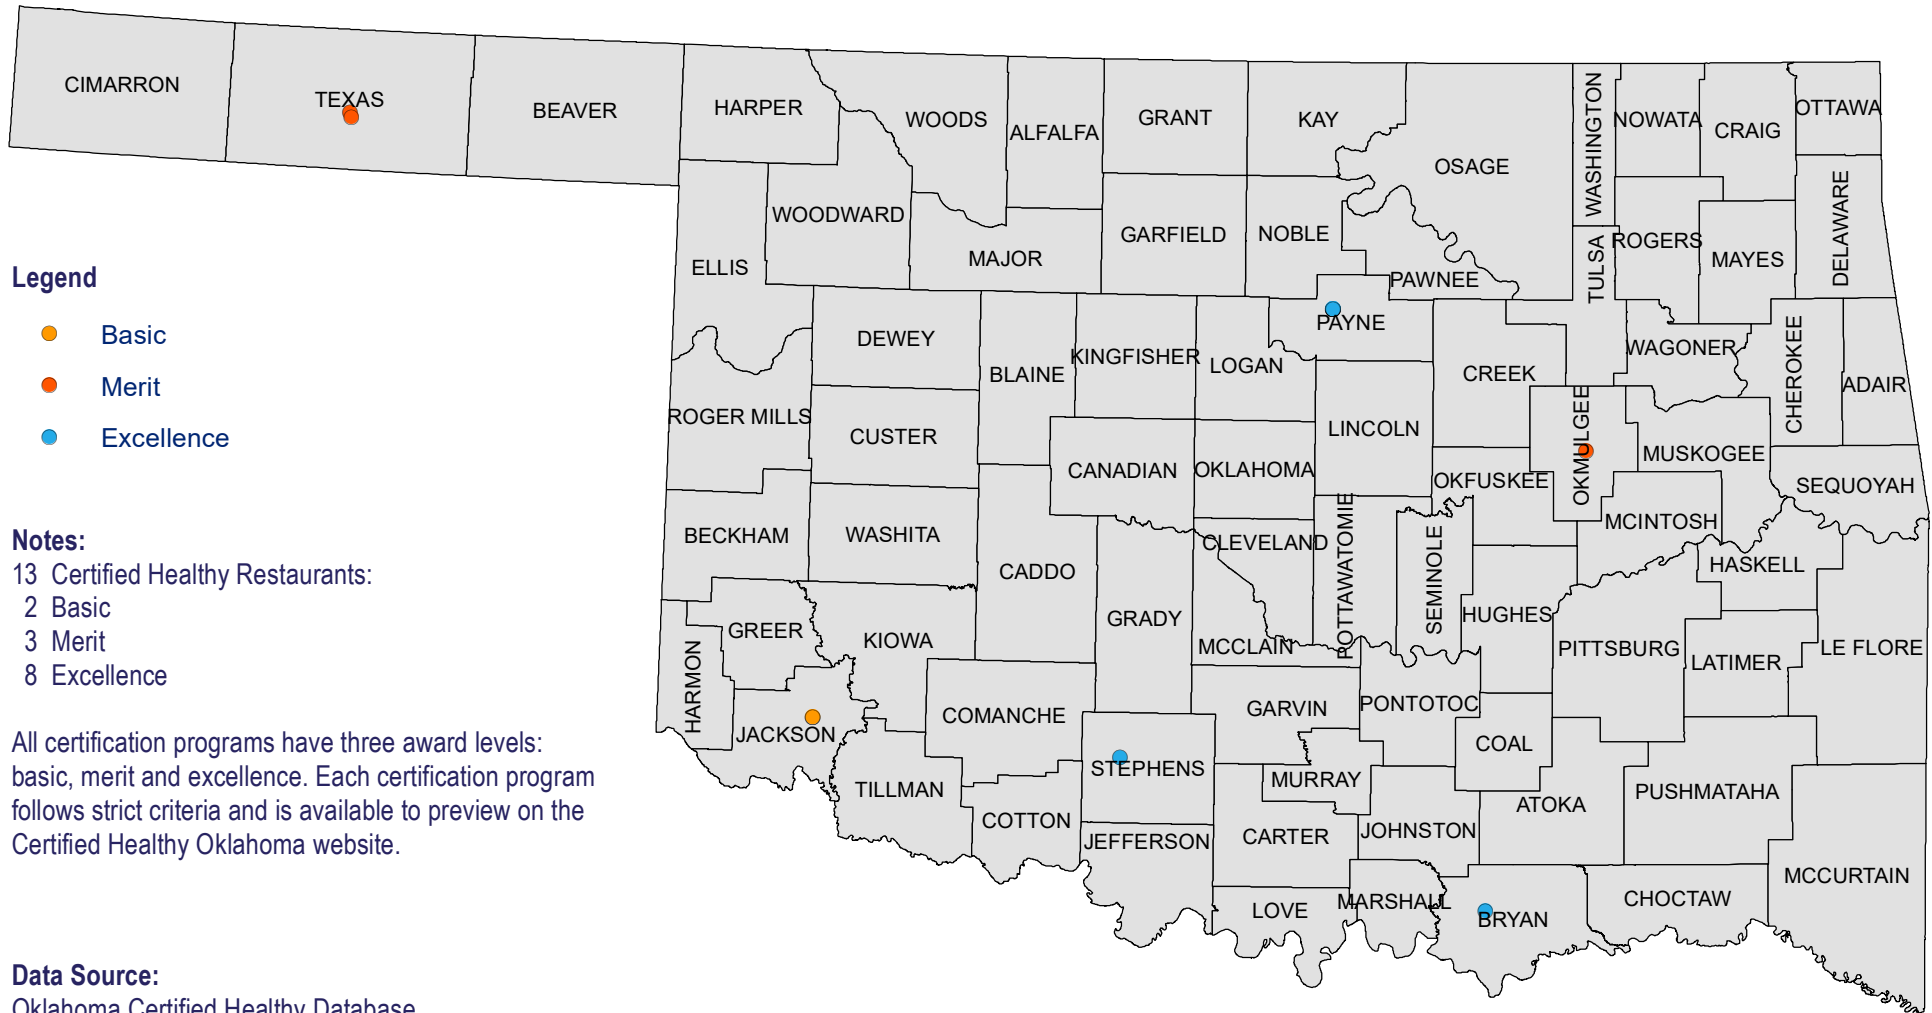 CIMARRON
TEXAS
BEAVER
HARPER
WOODS
ALFALFA
GRANT
KAY
OSAGE
WASHINGTON
NOWATA
CRAIG
OTTAWA
DELAWARE
WOODWARD
ELLIS
MAJOR
GARFIELD
NOBLE
PAWNEE
TULSA
ROGERS
MAYES
Legend
Basic
Merit
Excellence
DEWEY
BLAINE
KINGFISHER
LOGAN
PAYNE
CREEK
WAGONER
CHEROKEE
ADAIR
ROGER MILLS
CUSTER
CANADIAN
OKLAHOMA
LINCOLN
OKFUSKEE
OKMULGEE
MUSKOGEE
SEQUOYAH
MCINTOSH
BECKHAM
WASHITA
CADDO
GRADY
CLEVELAND
POTTAWATOMIE
SEMINOLE
HUGHES
HASKELL
PITTSBURG
LATIMER
LE FLORE
Notes:
13 Certified Healthy Restaurants:
2 Basic
3 Merit
8 Excellence
All certification programs have three award levels:
basic, merit and excellence. Each certification program
follows strict criteria and is available to preview on the
Certified Healthy Oklahoma website.
HARMON
GREER
KIOWA
JACKSON
COMANCHE
MCCLAIN
GARVIN
PONTOTOC
COAL
STEPHENS
TILLMAN
COTTON
JEFFERSON
MURRAY
CARTER
JOHNSTON
ATOKA
PUSHMATAHA
LOVE
MARSHALL
BRYAN
CHOCTAW
MCCURTAIN
Data Source:
Oklahoma Certified Healthy Database